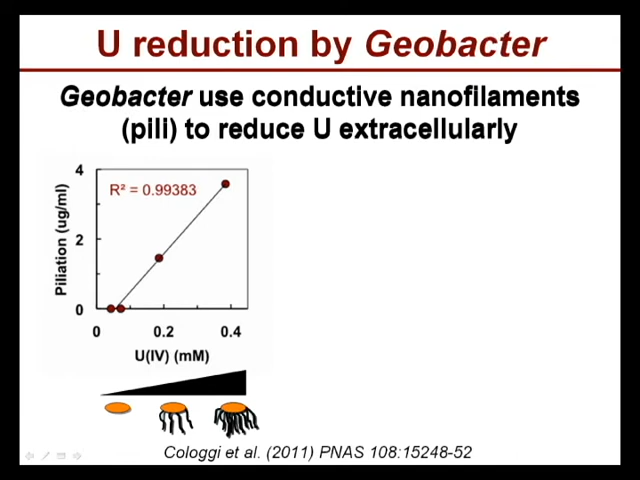 U reduction by Geobacter
Geobacter use conductive nanofilaments
(pili) to reduce U extracellularly
R² = 0.99383
Piliation (ug/ml)
4
2
0
0 0.2 0.4
U(IV) (mM)
Cologgi et al. (2011) PNAS 108:15248-52